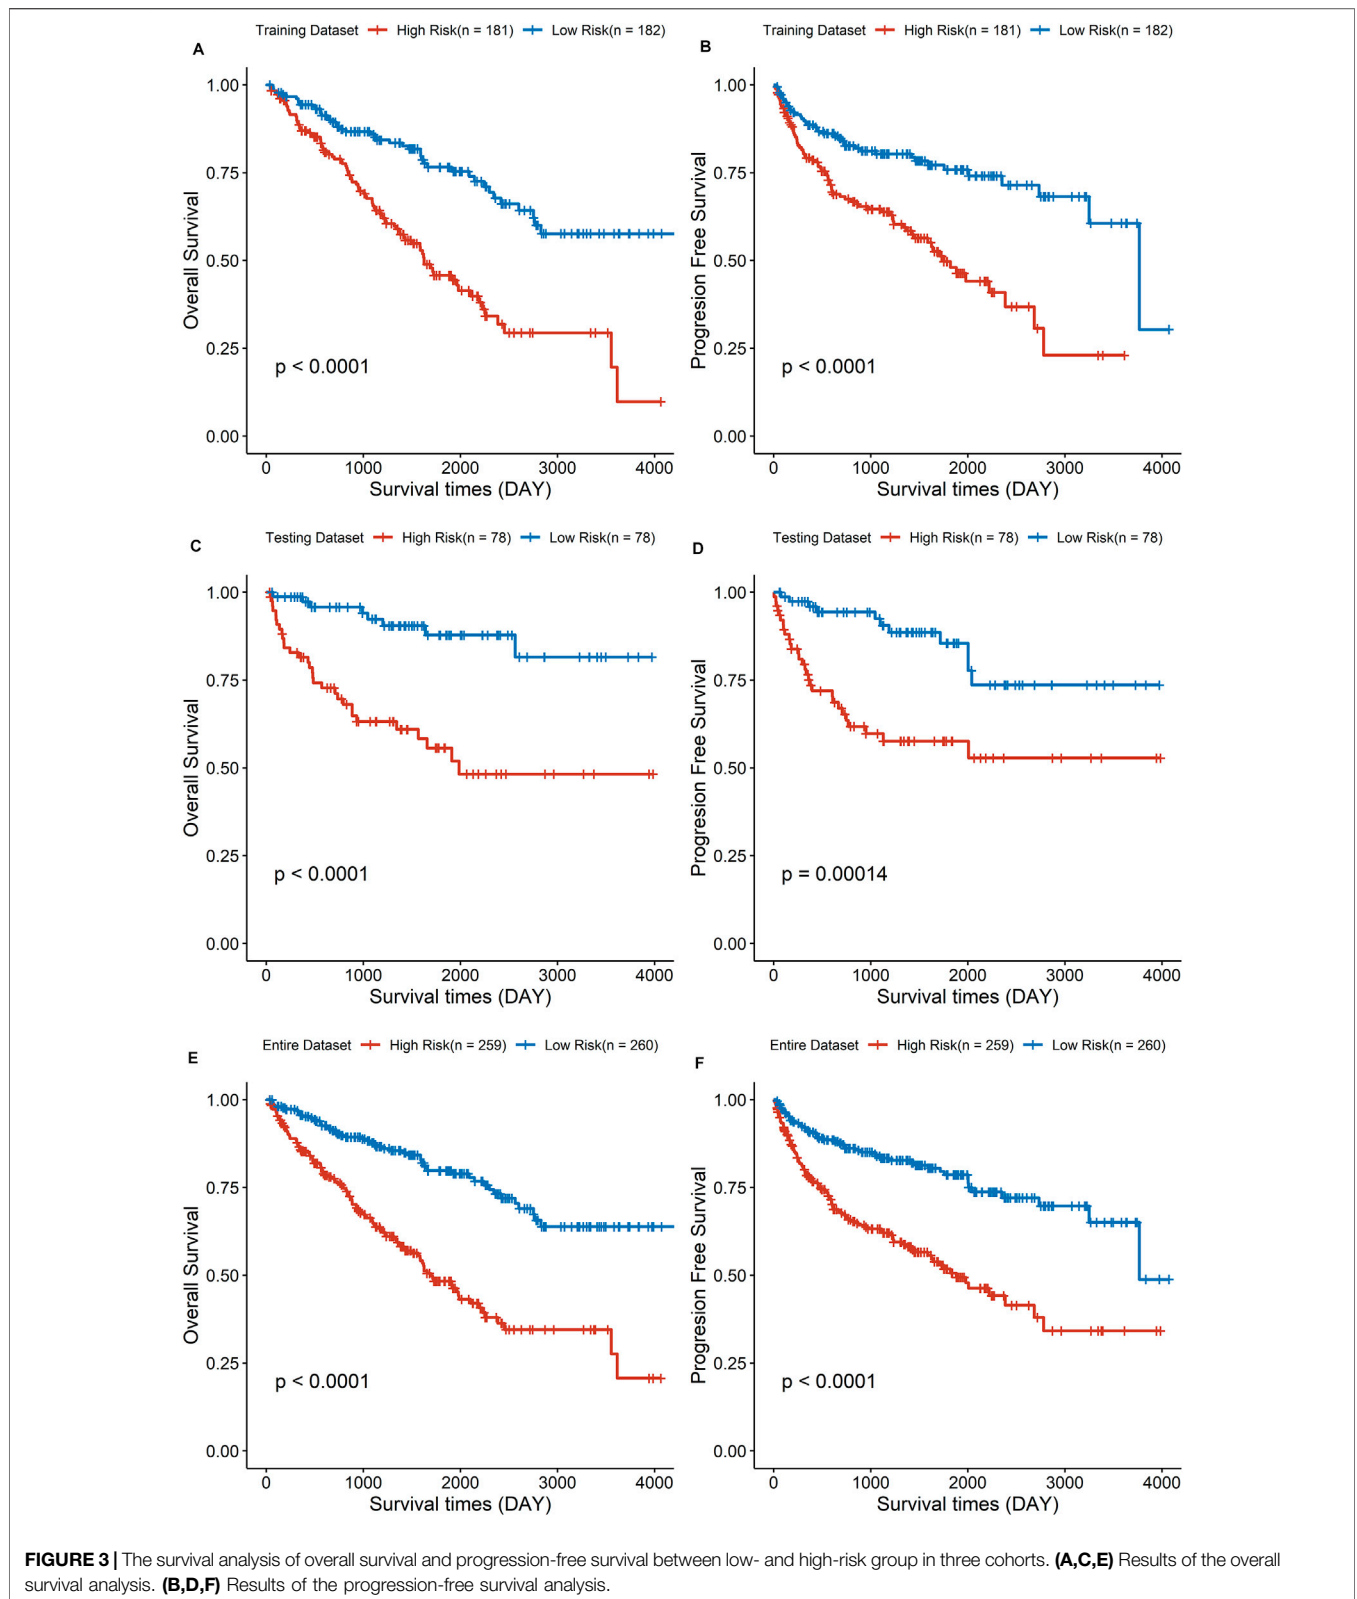 A
Training Dataset High Risk(n = 181) Low Risk(n = 182)
Overall Survival
1.00
0.75
0.50
0.25
0.00
p < 0.0001
0 1000 2000 3000 4000
Survival times (DAY)
B
Training Dataset High Risk(n = 181) Low Risk(n = 182)
Progresion Free Survival
1.00
0.75
0.50
0.25
0.00
p < 0.0001
0 1000 2000 3000 4000
Survival times (DAY)
C
Testing Dataset High Risk(n = 78) Low Risk(n = 78)
Overall Survival
1.00
0.75
0.50
0.25
0.00
p < 0.0001
0 1000 2000 3000 4000
Survival times (DAY)
D
Testing Dataset High Risk(n = 78) Low Risk(n = 78)
Progresion Free Survival
1.00
0.75
0.50
0.25
0.00
p = 0.00014
0 1000 2000 3000 4000
Survival times (DAY)
E
Entire Dataset High Risk(n = 259) Low Risk(n = 260)
Overall Survival
1.00
0.75
0.50
0.25
0.00
p < 0.0001
0 1000 2000 3000 4000
Survival times (DAY)
F
Entire Dataset High Risk(n = 259) Low Risk(n = 260)
Progresion Free Survival
1.00
0.75
0.50
0.25
0.00
p < 0.0001
0 1000 2000 3000 4000
Survival times (DAY)
FIGURE 3 | The survival analysis of overall survival and progression-free survival between low- and high-risk group in three cohorts. (A,C,E) Results of the overall
survival analysis. (B,D,F) Results of the progression-free survival analysis.